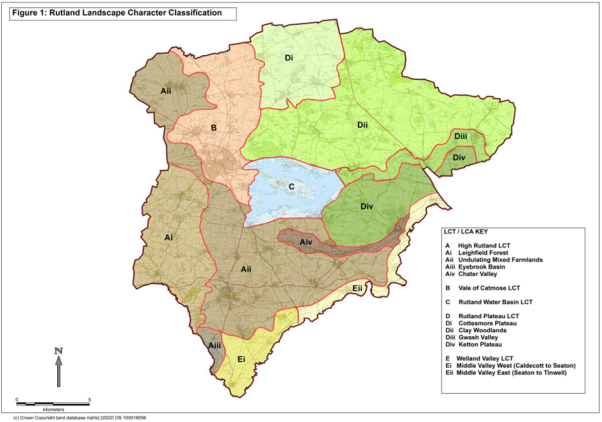 Figure 1: Rutland Landscape Character Classification
Di
Aii
B
Dii
Diii
Div
C
Div
Ai
Aiv
Aii
Eii
Aiii
Ei
LCT / LCA KEY
A High Rutland LCT
Ai Leighfield Forest
Aii Undulating Mixed Farmlands
Aiii Eyebrook Basin
Aiv Chater Valley
B Vale of Catmose LCT
C Rutland Water Basin LCT
D Rutland Plateau LCT
Di Cottesmore Plateau
Dii Clay Woodlands
Diii Gwash Valley
Div Ketton Plateau
E Welland Valley LCT
Ei Middle Valley West (Caldecott to Seaton)
Eii Middle Valley East (Seaton to Tinwell)
N
0 5
kilometers
(c) Crown Copyright [and database rights] [2022] OS 100018056